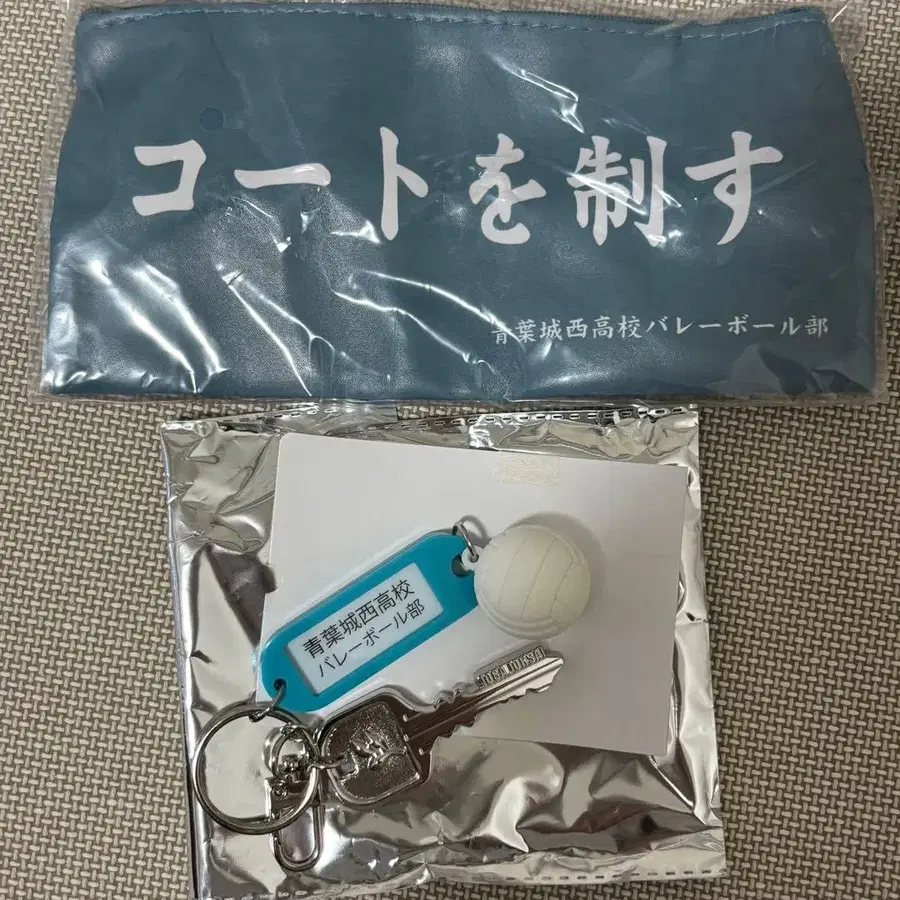 コートを制す
青葉城西高校バレーボール部
青葉城西高校
バレーボール部